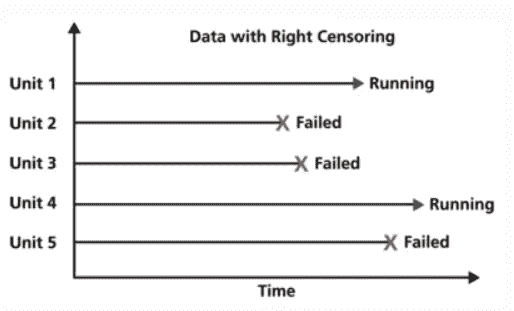 Data with Right Censoring
Unit 1 Running
Unit 2 Failed
Unit 3 Failed
Unit 4 Running
Unit 5 Failed
Time